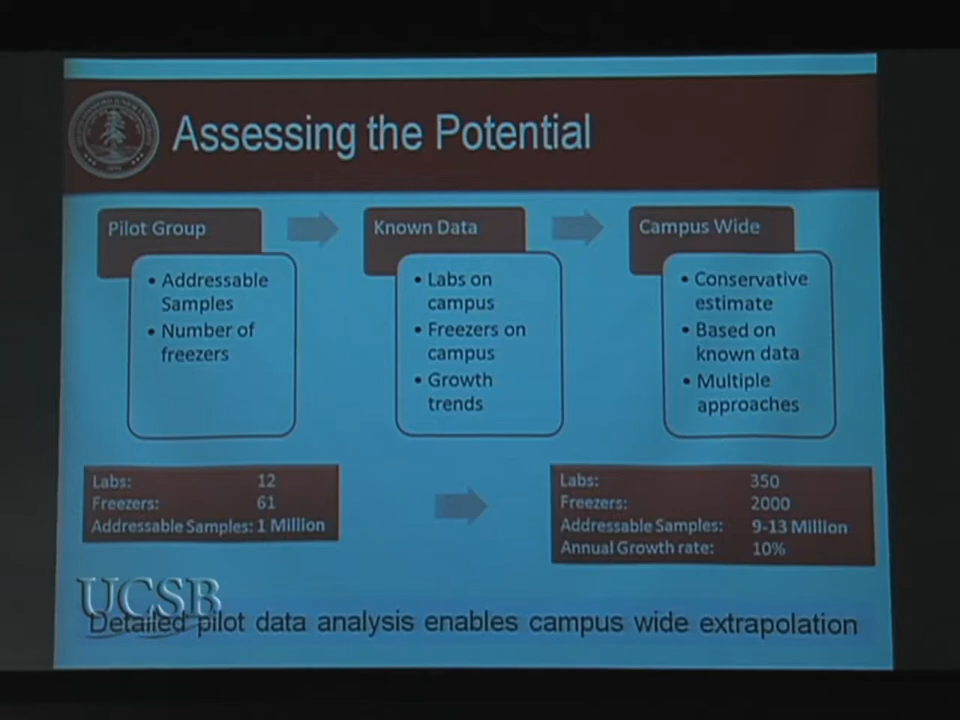 Assessing the Potential
Pilot Group
• Addressable
Samples
• Number of
freezers
Known Data
• Labs on
campus
• Freezers on
campus
• Growth
trends
Campus Wide
• Conservative
estimate
• Based on
known data
• Multiple
approaches
Labs: 12
Freezers: 61
Addressable Samples: 1 Million
Labs: 350
Freezers: 2000
Addressable Samples: 9-13 Million
Annual Growth rate: 10%
UCSB
Detailed pilot data analysis enables campus wide extrapolation